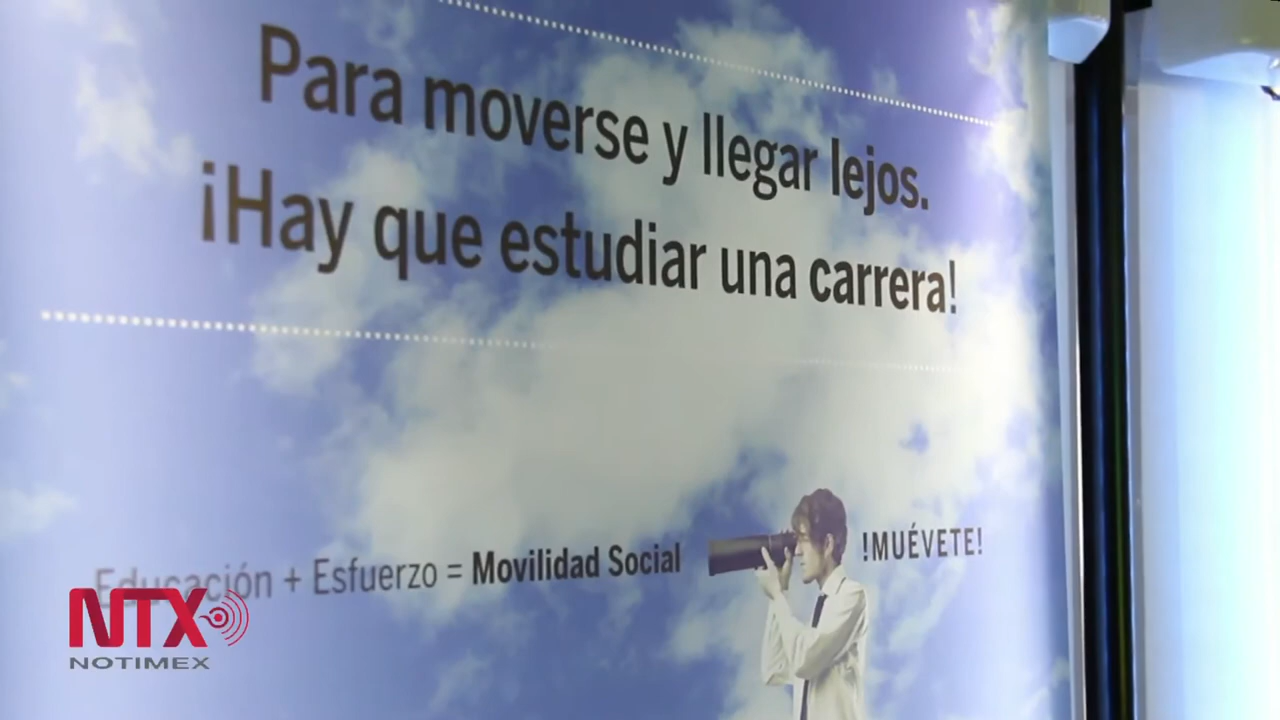 Para moverse y llegar lejos.
¡Hay que estudiar una carrera!
Educación + Esfuerzo = Movilidad Social
!MUÉVETE!
NTX
NOTIMEX